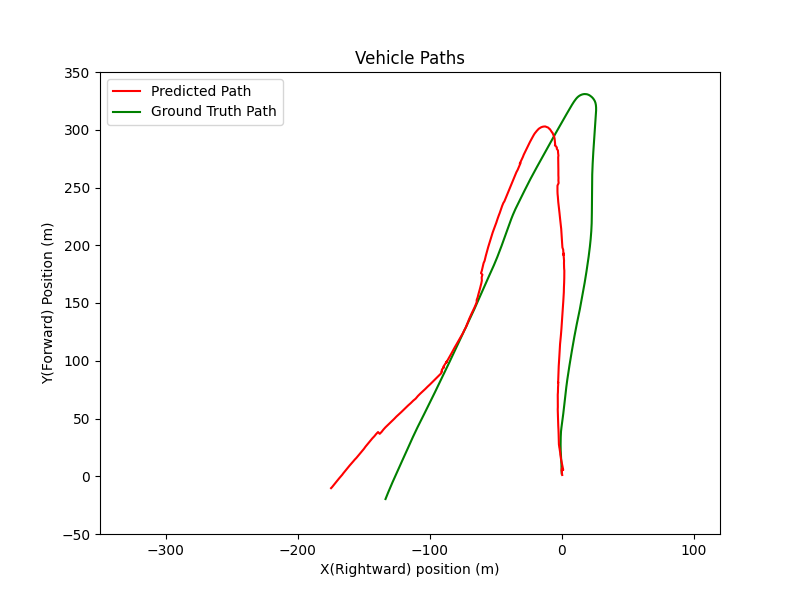 Vehicle Paths
Predicted Path
Ground Truth Path
350
300
250
200
150
100
50
0
−50
Y(Forward) Position (m)
−300
−200
−100
0
100
X(Rightward) position (m)